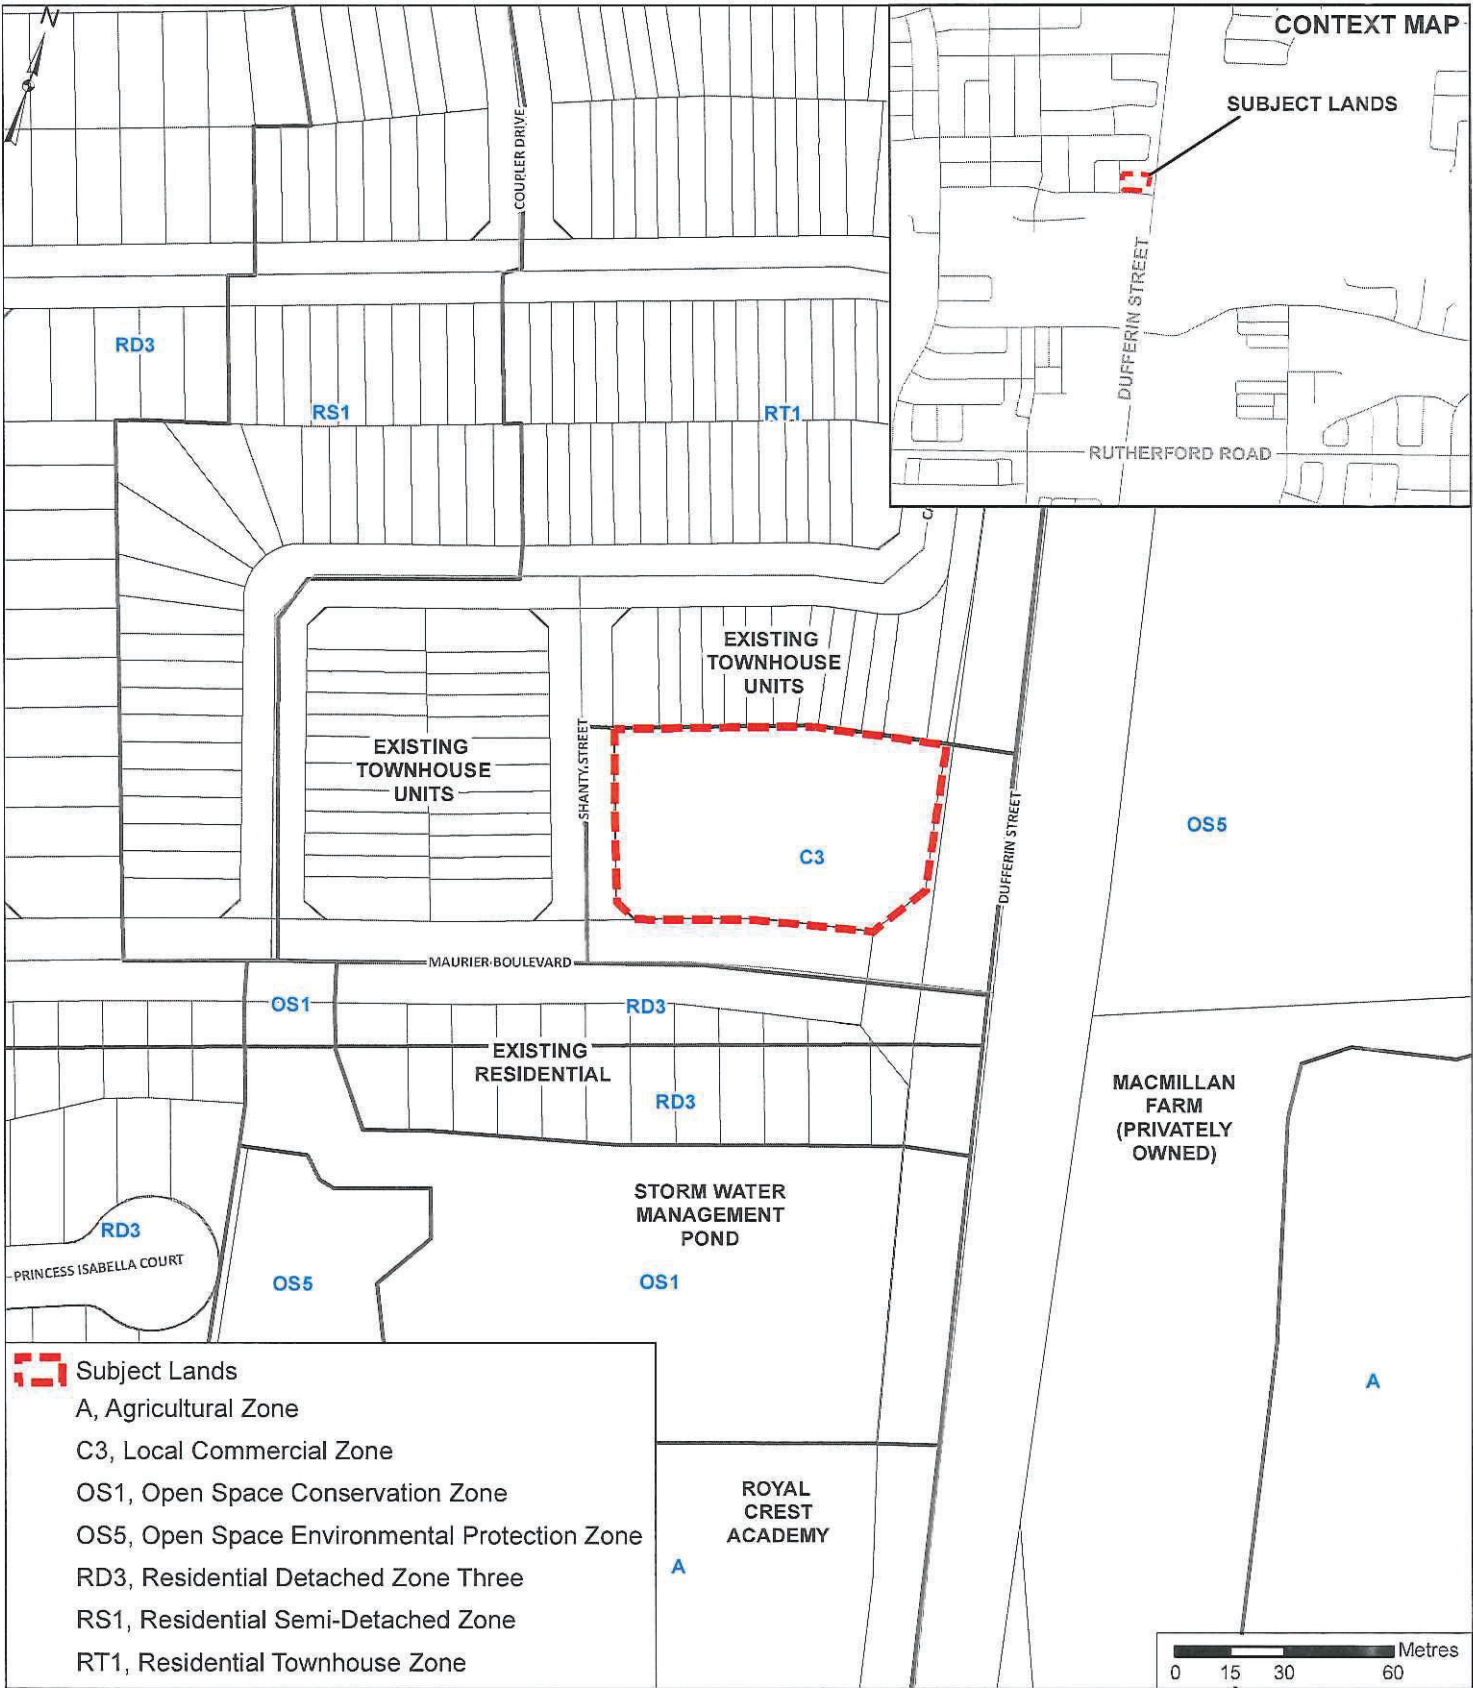 N
CONTEXT MAP
SUBJECT LANDS
DUFFERIN STREET
RUTHERFORD ROAD
COUPLER DRIVE
RD3
RS1
RT1
EXISTING
TOWNHOUSE
UNITS
EXISTING
TOWNHOUSE
UNITS
SHANTY STREET
C3
DUFFERIN STREET
OS5
MAURIER BOULEVARD
OS1
RD3
EXISTING
RESIDENTIAL
RD3
MACMILLAN
FARM
(PRIVATELY
OWNED)
STORM WATER
MANAGEMENT
POND
RD3
PRINCESS ISABELLA COURT
OS5
OS1
A
ROYAL
CREST
ACADEMY
A
Subject Lands
A, Agricultural Zone
C3, Local Commercial Zone
OS1, Open Space Conservation Zone
OS5, Open Space Environmental Protection Zone
RD3, Residential Detached Zone Three
RS1, Residential Semi-Detached Zone
RT1, Residential Townhouse Zone
Metres
0 15 30 60